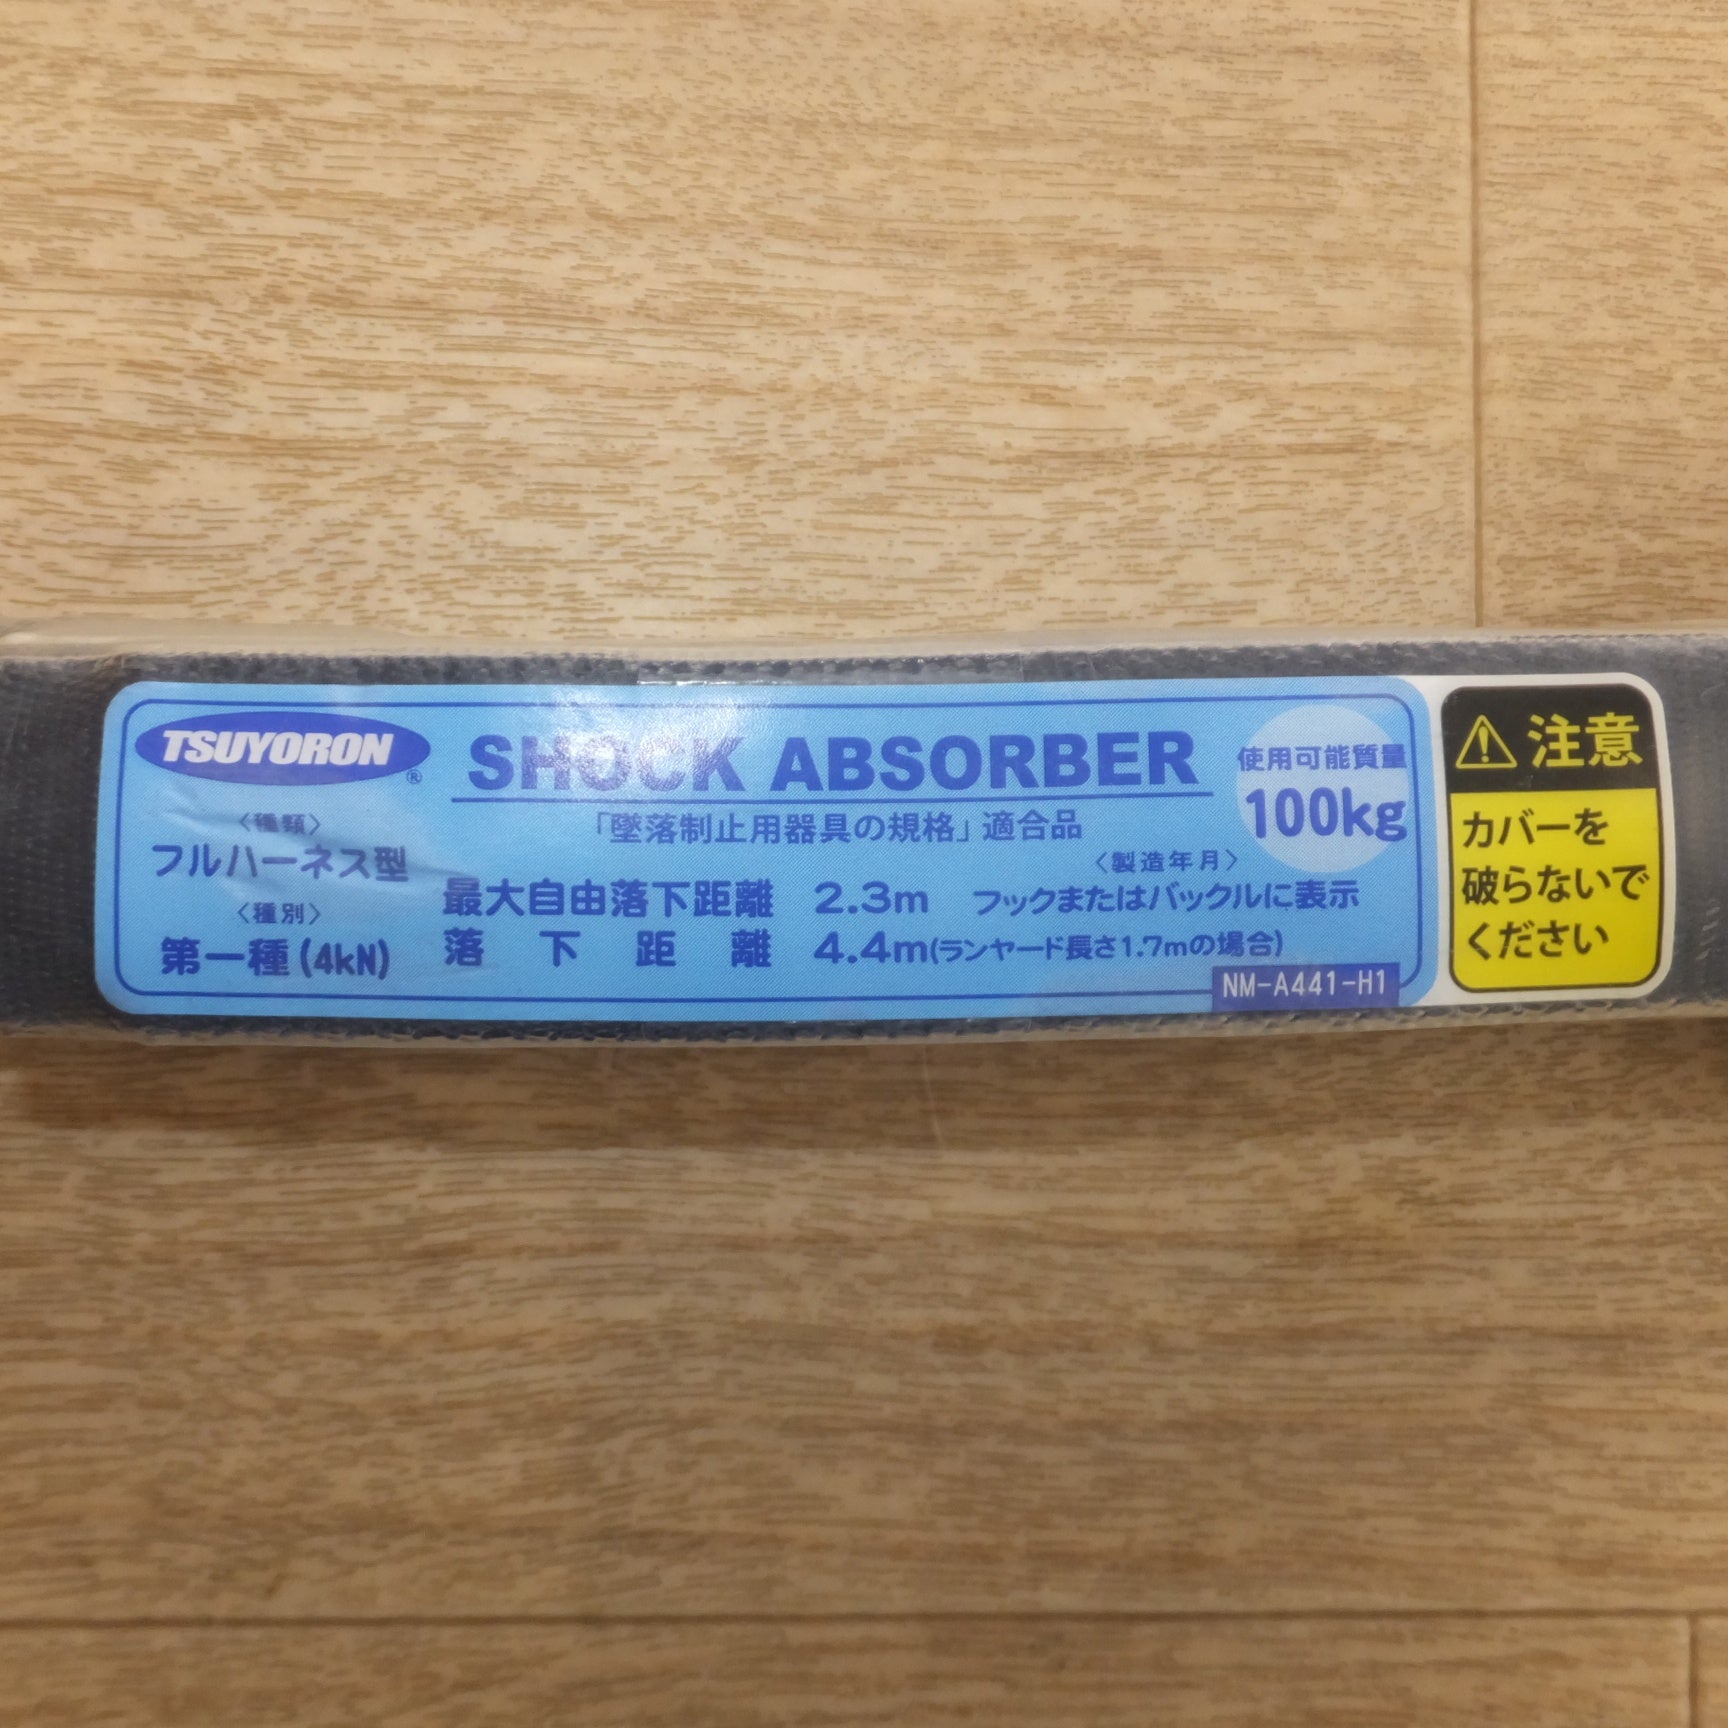 TSUYORON®
SHOCK ABSORBER
「墜落制止用器具の規格」適合品
使用可能質量
100kg
〈種類〉
フルハーネス型
〈種別〉
第一種(4kN)
最大自由落下距離 2.3m
落下距離 4.4m(ランヤード長さ1.7mの場合)
〈製造年月〉
フックまたはバックルに表示
NM-A441-H1
⚠注意
カバーを
破らないで
ください